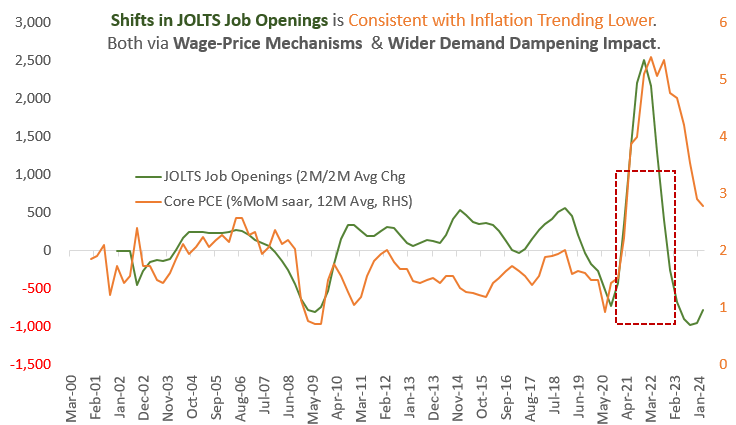 Shifts in JOLTS Job Openings is Consistent with Inflation Trending Lower.
Both via Wage-Price Mechanisms & Wider Demand Dampening Impact.
3,000
2,500
2,000
1,500
1,000
500
0
-500
-1,000
-1,500
JOLTS Job Openings (2M/2M Avg Chg
Core PCE (%MoM saar, 12M Avg, RHS)
6
5
4
3
2
1
0
Mar-00
Feb-01
Jan-02
Dec-02
Nov-03
Oct-04
Sep-05
Aug-06
Jul-07
Jun-08
May-09
Apr-10
Mar-11
Feb-12
Jan-13
Dec-13
Nov-14
Oct-15
Sep-16
Aug-17
Jul-18
Jun-19
May-20
Apr-21
Mar-22
Feb-23
Jan-24